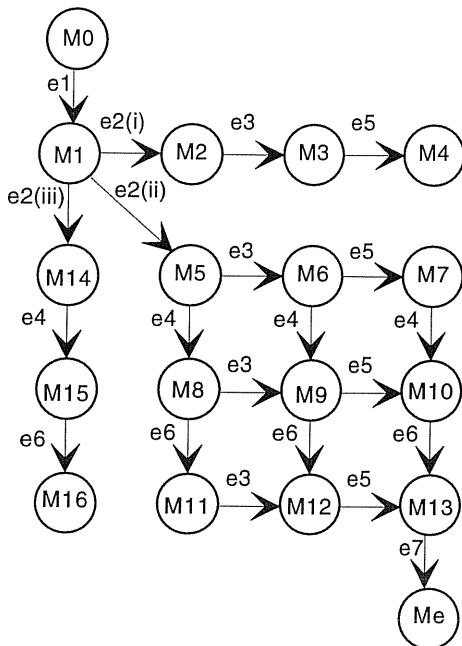 M0
e1
e2(i) e3 e5
M1 M2 M3 M4
e2(iii) e2(ii)
e3 e5
M14 M5 M6 M7
e4 e4 e4 e4
e3 e5
M15 M8 M9 M10
e6 e6 e6 e6
e3 e5
M16 M11 M12 M13
e7
Me